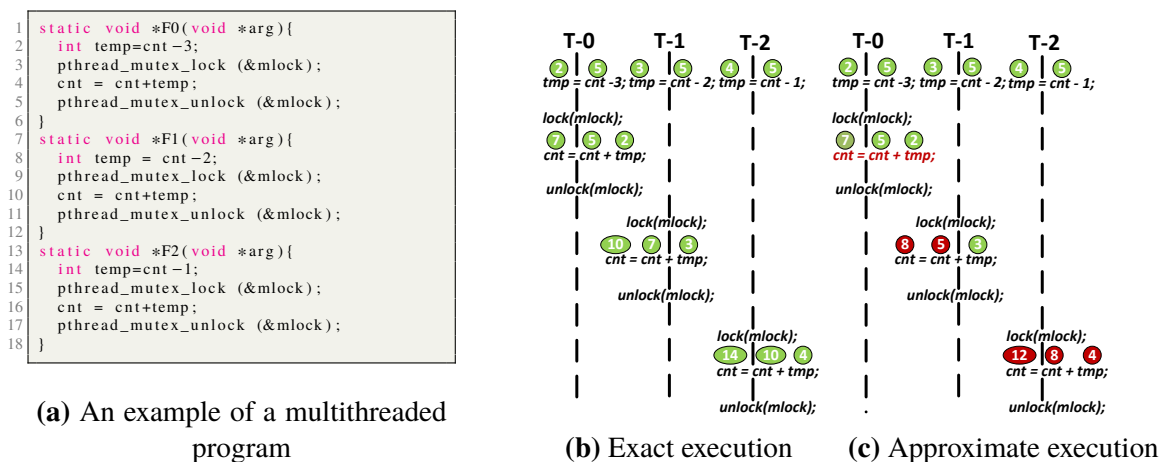 1 static void *F0(void *arg){
2 int temp=cnt-3;
3 pthread_mutex_lock (&mlock);
4 cnt = cnt+temp;
5 pthread_mutex_unlock (&mlock);
6 }
7 static void *F1(void *arg){
8 int temp = cnt-2;
9 pthread_mutex_lock (&mlock);
10 cnt = cnt+temp;
11 pthread_mutex_unlock (&mlock);
12 }
13 static void *F2(void *arg){
14 int temp=cnt-1;
15 pthread_mutex_lock (&mlock);
16 cnt = cnt+temp;
17 pthread_mutex_unlock (&mlock);
18 }
(a) An example of a multithreaded
program
T-0 T-1 T-2
2 5 3 5 4 5
tmp = cnt -3; tmp = cnt - 2; tmp = cnt - 1;
lock(mlock);
7 5 2
cnt = cnt + tmp;
unlock(mlock);
lock(mlock);
10 7 3
cnt = cnt + tmp;
unlock(mlock);
lock(mlock);
14 10 4
cnt = cnt + tmp;
unlock(mlock);
(b) Exact execution
T-0 T-1 T-2
2 5 3 5 4 5
tmp = cnt -3; tmp = cnt - 2; tmp = cnt - 1;
lock(mlock);
7 5 2
cnt = cnt + tmp;
unlock(mlock);
lock(mlock);
8 5 3
cnt = cnt + tmp;
unlock(mlock);
lock(mlock);
12 8 4
cnt = cnt + tmp;
unlock(mlock);
.
(c) Approximate execution